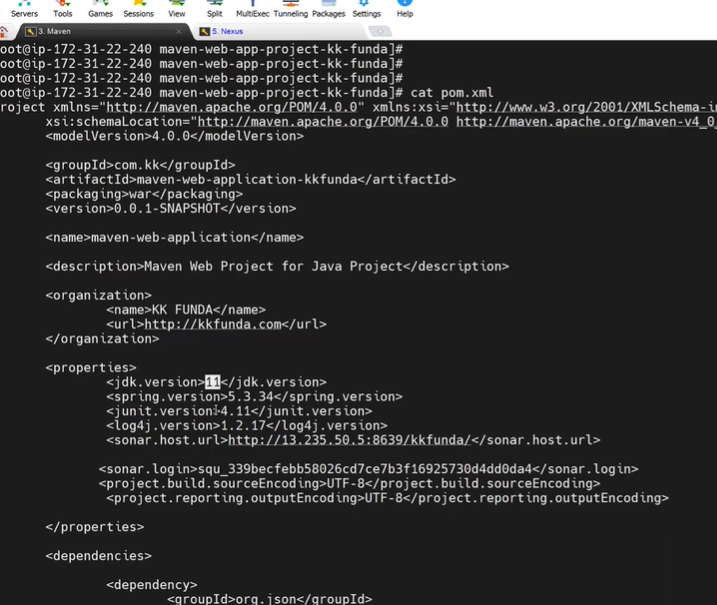 Servers Tools Games Sessions View Split MultiExec Tunneling Packages Settings Help
3. Maven 5. Nexus
oot@ip-172-31-22-240 maven-web-app-project-kk-funda]#
oot@ip-172-31-22-240 maven-web-app-project-kk-funda]#
oot@ip-172-31-22-240 maven-web-app-project-kk-funda]#
oot@ip-172-31-22-240 maven-web-app-project-kk-funda]# cat pom.xml
roject xmlns="http://maven.apache.org/POM/4.0.0" xmlns:xsi="http://www.w3.org/2001/XMLSchema-i
xsi:schemaLocation="http://maven.apache.org/POM/4.0.0 http://maven.apache.org/maven-v4_0_
<modelVersion>4.0.0</modelVersion>
<groupId>com.kk</groupId>
<artifactId>maven-web-application-kkfunda</artifactId>
<packaging>war</packaging>
<version>0.0.1-SNAPSHOT</version>
<name>maven-web-application</name>
<description>Maven Web Project for Java Project</description>
<organization>
<name>KK FUNDA</name>
<url>http://kkfunda.com</url>
</organization>
<properties>
<jdk.version>11</jdk.version>
<spring.version>5.3.34</spring.version>
<junit.version>4.11</junit.version>
<log4j.version>1.2.17</log4j.version>
<sonar.host.url>http://13.235.50.5:8639/kkfunda/</sonar.host.url>
<sonar.login>squ_339becfebb58026cd7ce7b3f16925730d4dd0da4</sonar.login>
<project.build.sourceEncoding>UTF-8</project.build.sourceEncoding>
<project.reporting.outputEncoding>UTF-8</project.reporting.outputEncoding>
</properties>
<dependencies>
<dependency>
<groupId>org.json</groupId>